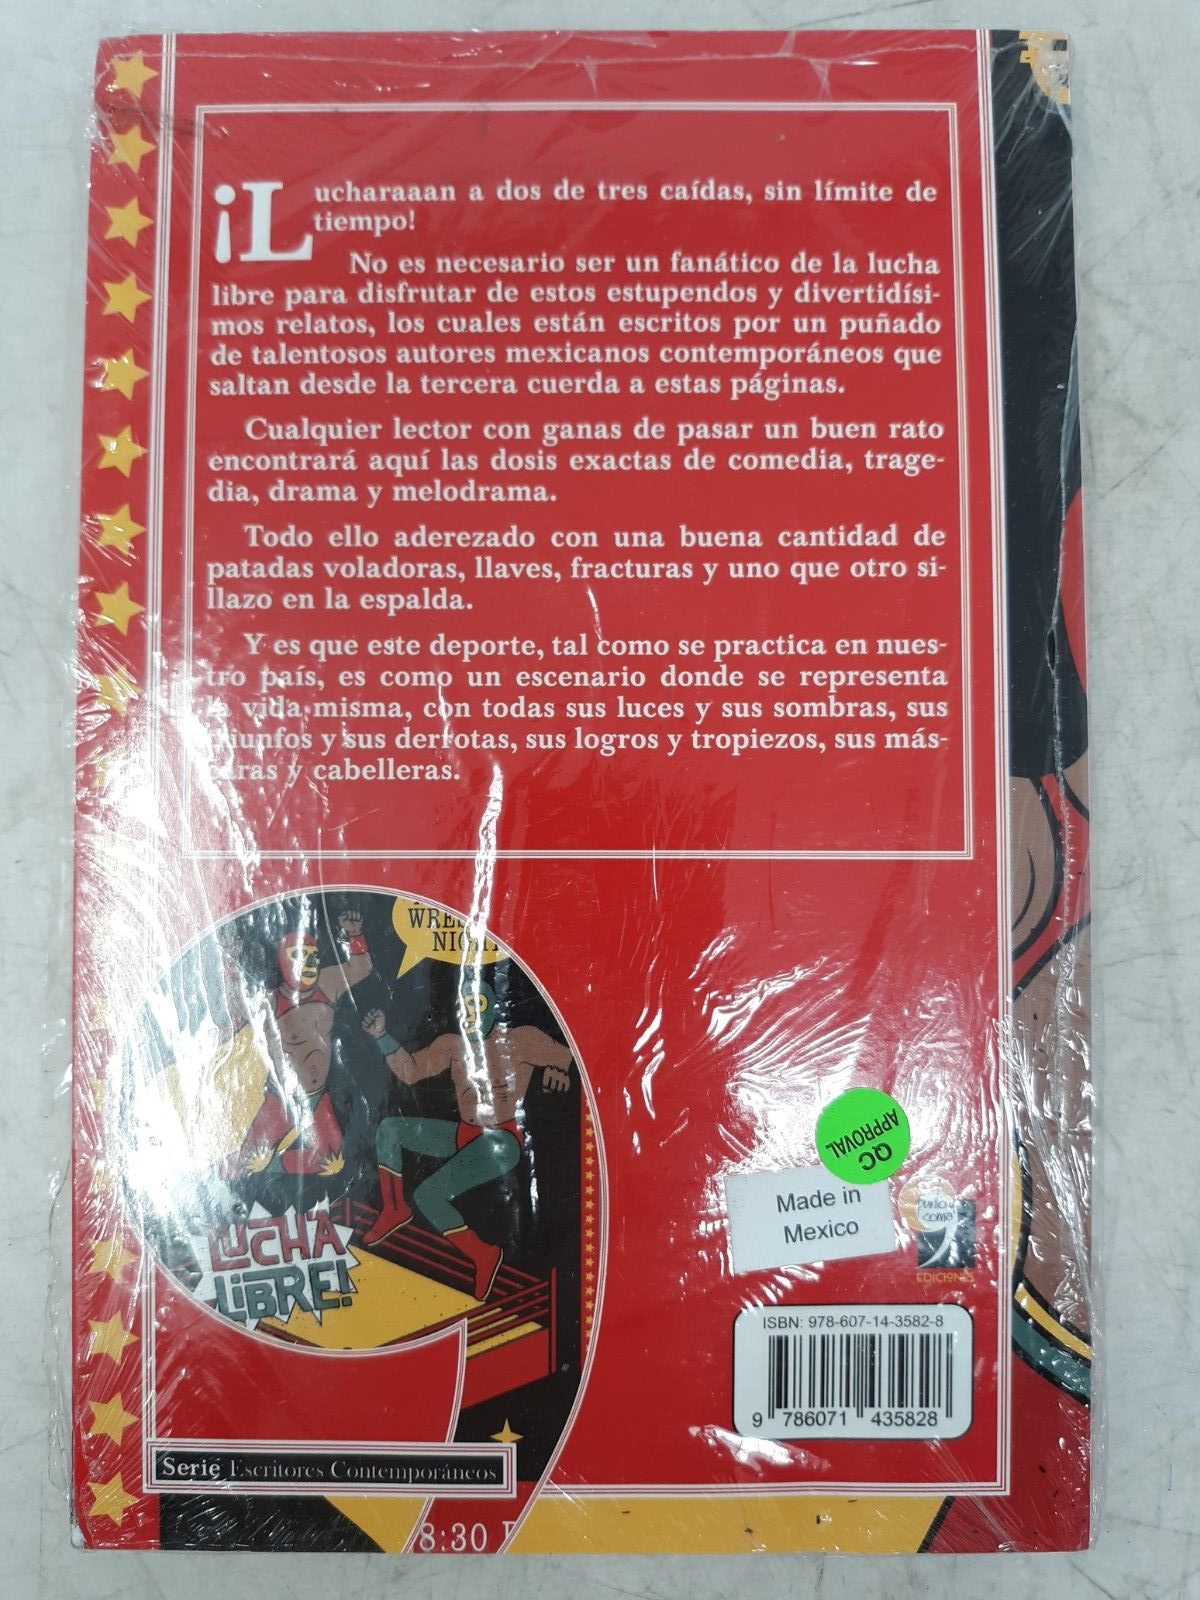 ¡Lucharaaan a dos de tres caídas, sin límite de
tiempo!
No es necesario ser un fanático de la lucha
libre para disfrutar de estos estupendos y divertidísi-
mos relatos, los cuales están escritos por un puñado
de talentosos autores mexicanos contemporáneos que
saltan desde la tercera cuerda a estas páginas.
Cualquier lector con ganas de pasar un buen rato
encontrará aquí las dosis exactas de comedia, trage-
dia, drama y melodrama.
Todo ello aderezado con una buena cantidad de
patadas voladoras, llaves, fracturas y uno que otro si-
llazo en la espalda.
Y es que este deporte, tal como se practica en nues-
tro país, es como un escenario donde se representa
la vida misma, con todas sus luces y sus sombras, sus
triunfos y sus derrotas, sus logros y tropiezos, sus más-
caras y cabelleras.
LUCHA
LIBRE!
QC
APPROVAL
Made in
Mexico
coma
EDICIONES
ISBN: 978-607-14-3582-8
9 786071 435828
Serie Escritores Contemporáneos
8:30